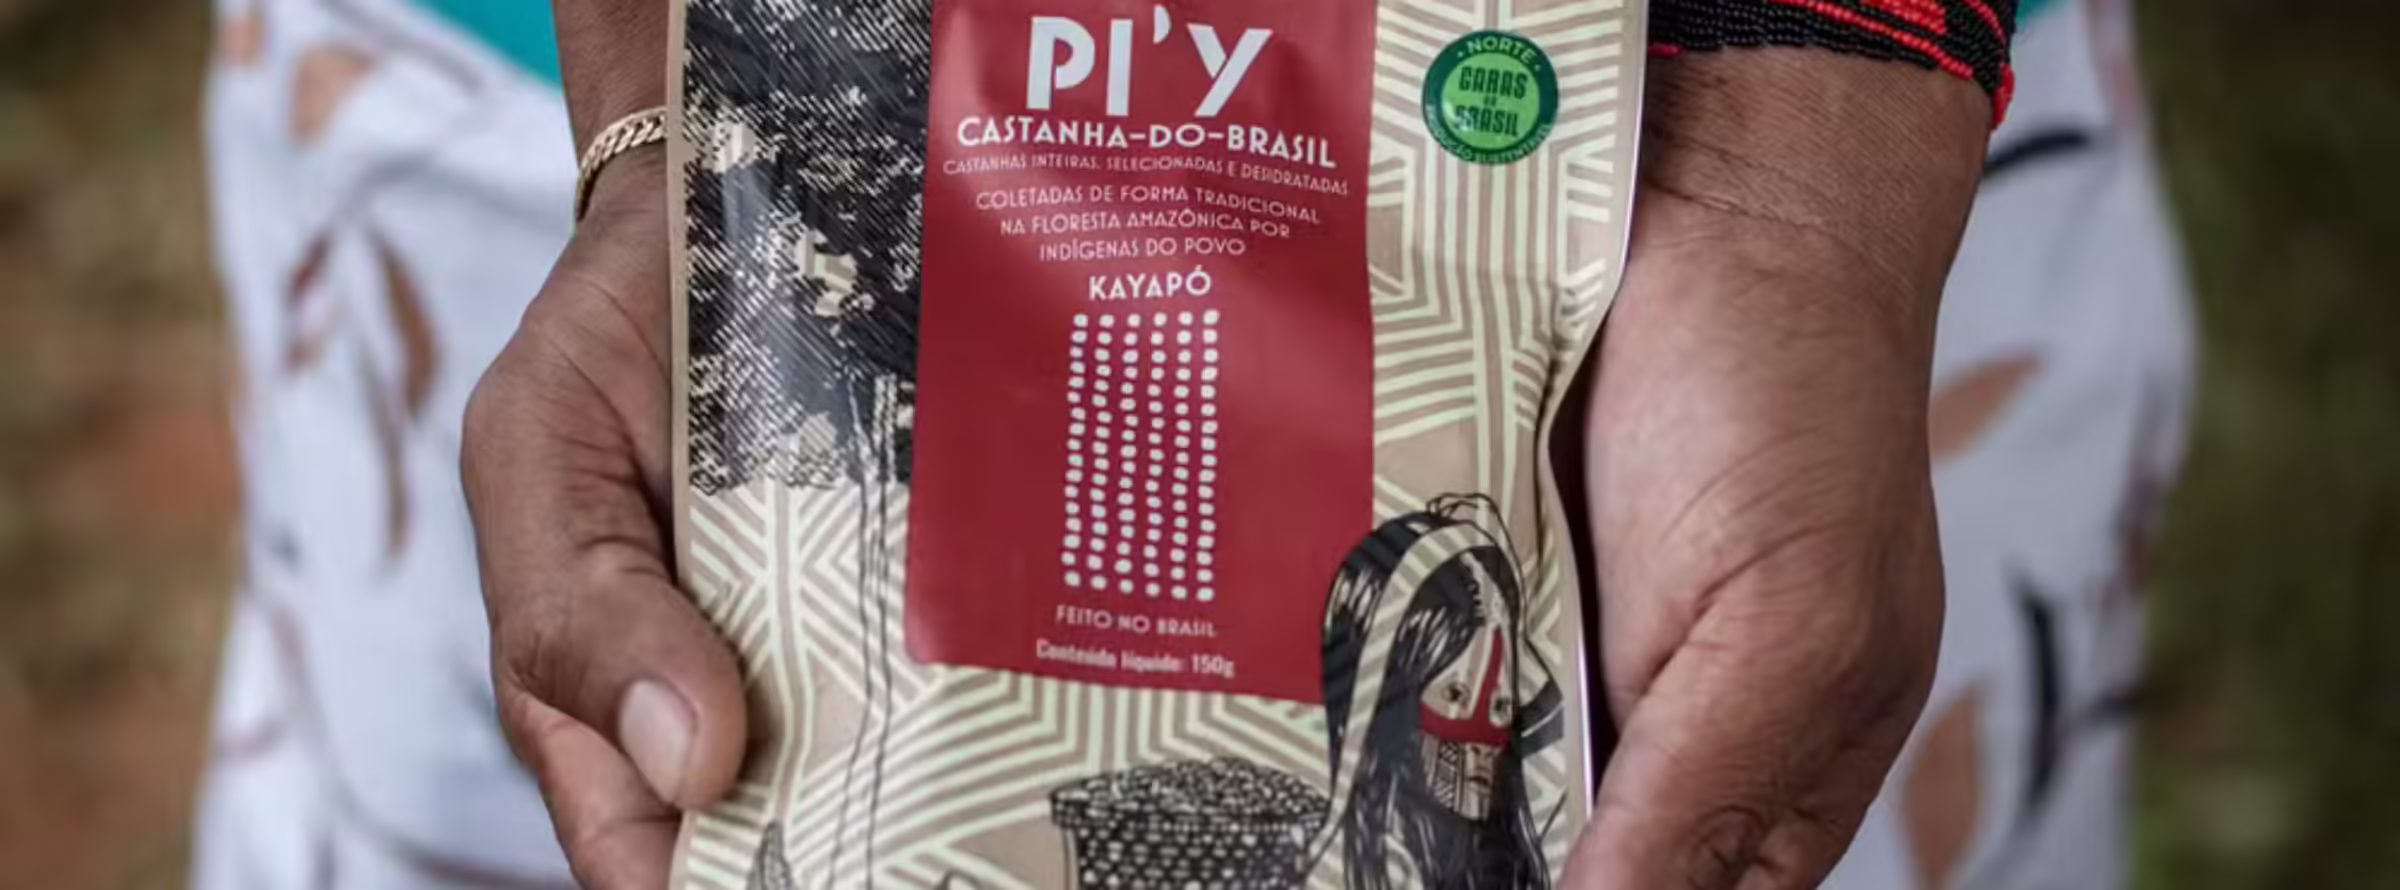 PI'Y
CASTANHA-DO-BRASIL
CASTANHAS INTEIRAS, SELECIONADAS E DESIDRATADAS
COLETADAS DE FORMA TRADICIONAL
NA FLORESTA AMAZÔNICA POR
INDÍGENAS DO POVO
KAYAPÓ
FEITO NO BRASIL
Conteúdo líquido: 150g
NORTE
CARAS
DO
BRASIL